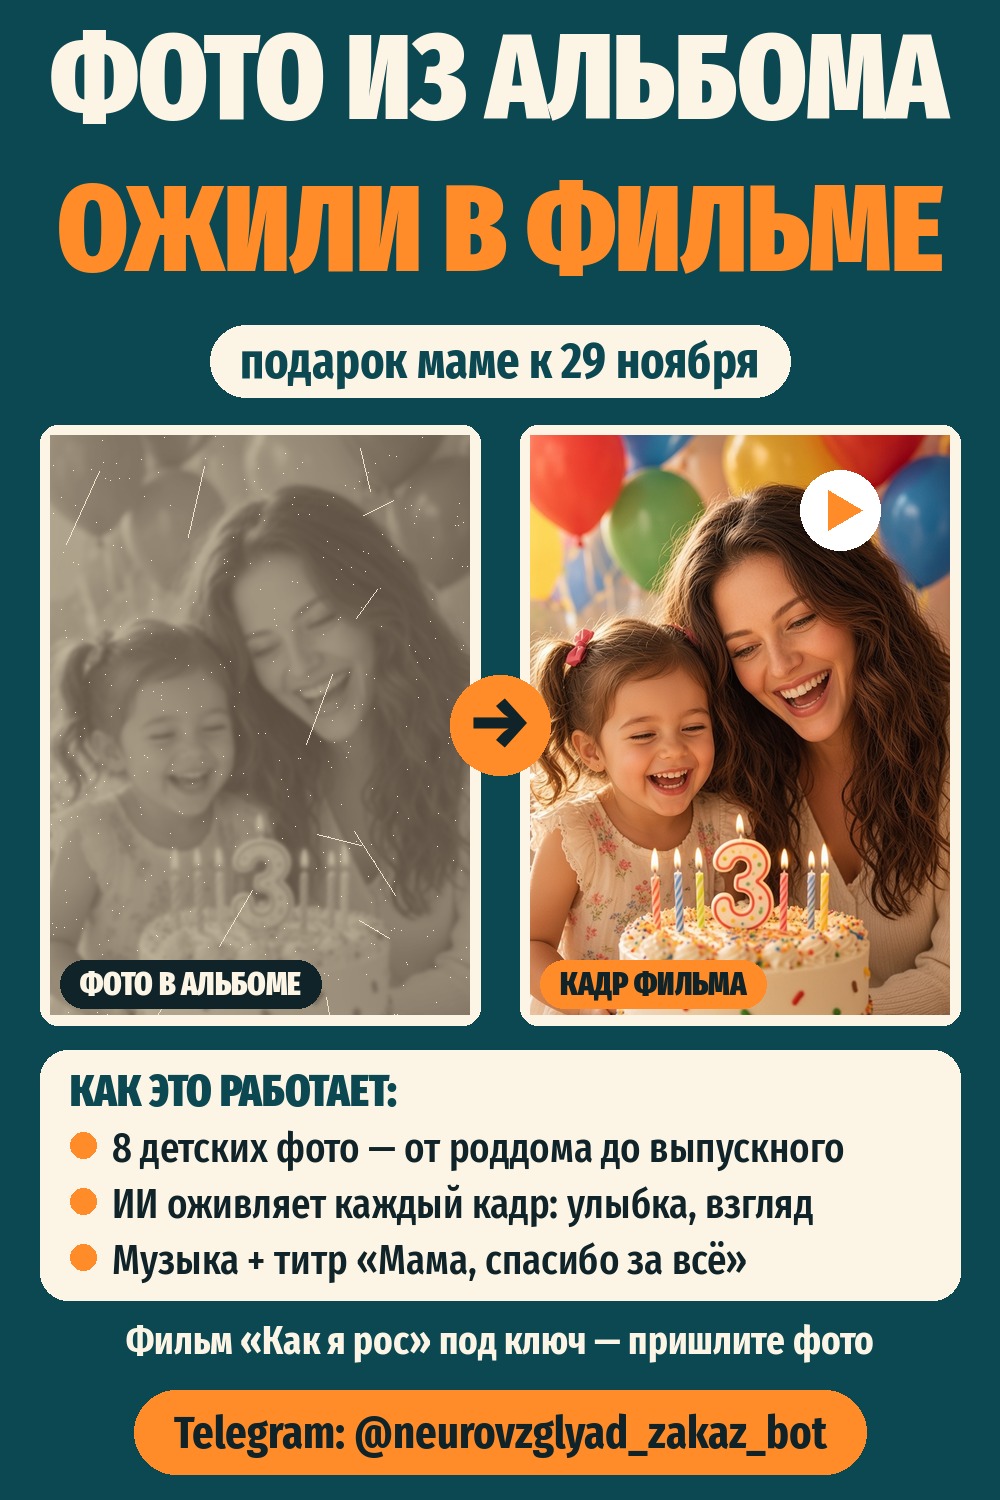 ФОТО ИЗ АЛЬБОМА
ОЖИЛИ В ФИЛЬМЕ
подарок маме к 29 ноября
3
3
ФОТО В АЛЬБОМЕ
КАДР ФИЛЬМА
КАК ЭТО РАБОТАЕТ:
8 детских фото — от роддома до выпускного
ИИ оживляет каждый кадр: улыбка, взгляд
Музыка + титр «Мама, спасибо за всё»
Фильм «Как я рос» под ключ — пришлите фото
Telegram: @neurovzglyad_zakaz_bot